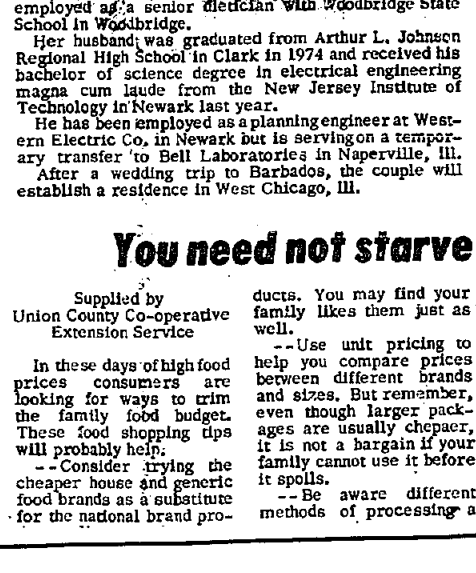 employed as a senior dietician with Woodbridge State
School in Woodbridge.
Her husband was graduated from Arthur L. Johnson
Regional High School in Clark in 1974 and received his
bachelor of science degree in electrical engineering
magna cum laude from the New Jersey Institute of
Technology in Newark last year.
He has been employed as a planning engineer at West-
ern Electric Co. in Newark but is serving on a tempor-
ary transfer to Bell Laboratories in Naperville, Ill.
After a wedding trip to Barbados, the couple will
establish a residence in West Chicago, Ill.
You need not starve
Supplied by
Union County Co-operative
Extension Service
In these days of high food
prices consumers are
looking for ways to trim
the family food budget.
These food shopping tips
will probably help:
--Consider trying the
cheaper house and generic
food brands as a substitute
for the national brand pro-
ducts. You may find your
family likes them just as
well.
--Use unit pricing to
help you compare prices
between different brands
and sizes. But remember,
even though larger pack-
ages are usually chepaer,
it is not a bargain if your
family cannot use it before
it spoils.
--Be aware different
methods of processing a